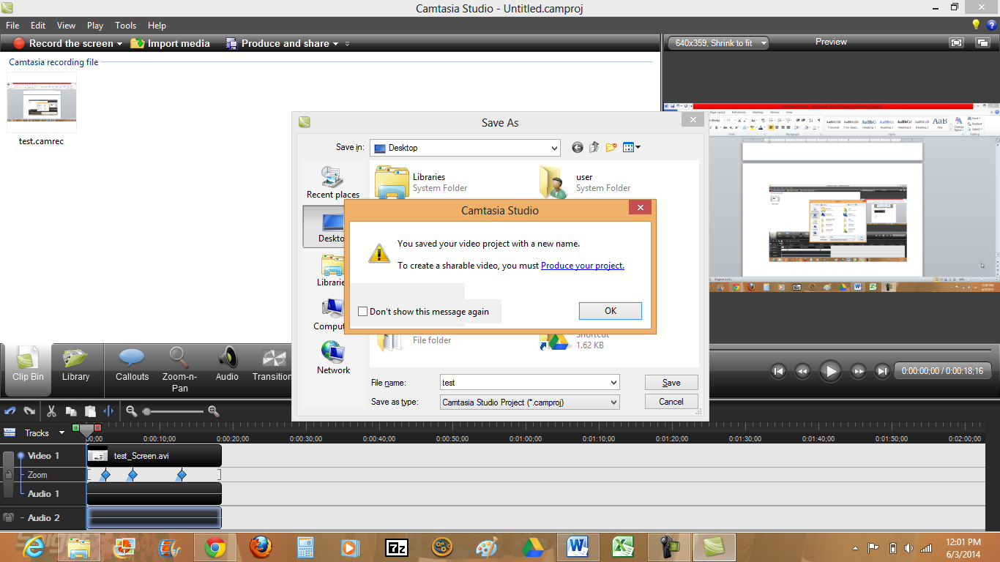 Camtasia Studio - Untitled.camproj
File Edit View Play Tools Help
Record the screen Import media Produce and share
640x359, Shrink to fit Preview
Camtasia recording file
test.camrec
Save As
Save in: Desktop
Recent places
Libraries
System Folder
user
System Folder
Deskto
Librarie
Comput
Network
Camtasia Studio
You saved your video project with a new name.
To create a sharable video, you must Produce your project.
Don't show this message again
OK
File folder
Shortcut
1.62 KB
File name: test Save
Save as type: Camtasia Studio Project (*.camproj) Cancel
Clip Bin Library Callouts Zoom-n-Pan Audio Transition
0:00:00;00 / 0:00:18;16
Tracks 00;00 0:00:10;00 0:00:20;00 0:00:30;00 0:00:40;00 0:00:50;00 0:01:00;00 0:01:10;00 0:01:20;00 0:01:30;00 0:01:40;00 0:01:50;00 0:02:00;00
Video 1 test_Screen.avi
Zoom
Audio 1
Audio 2
7z
12:01 PM
6/3/2014